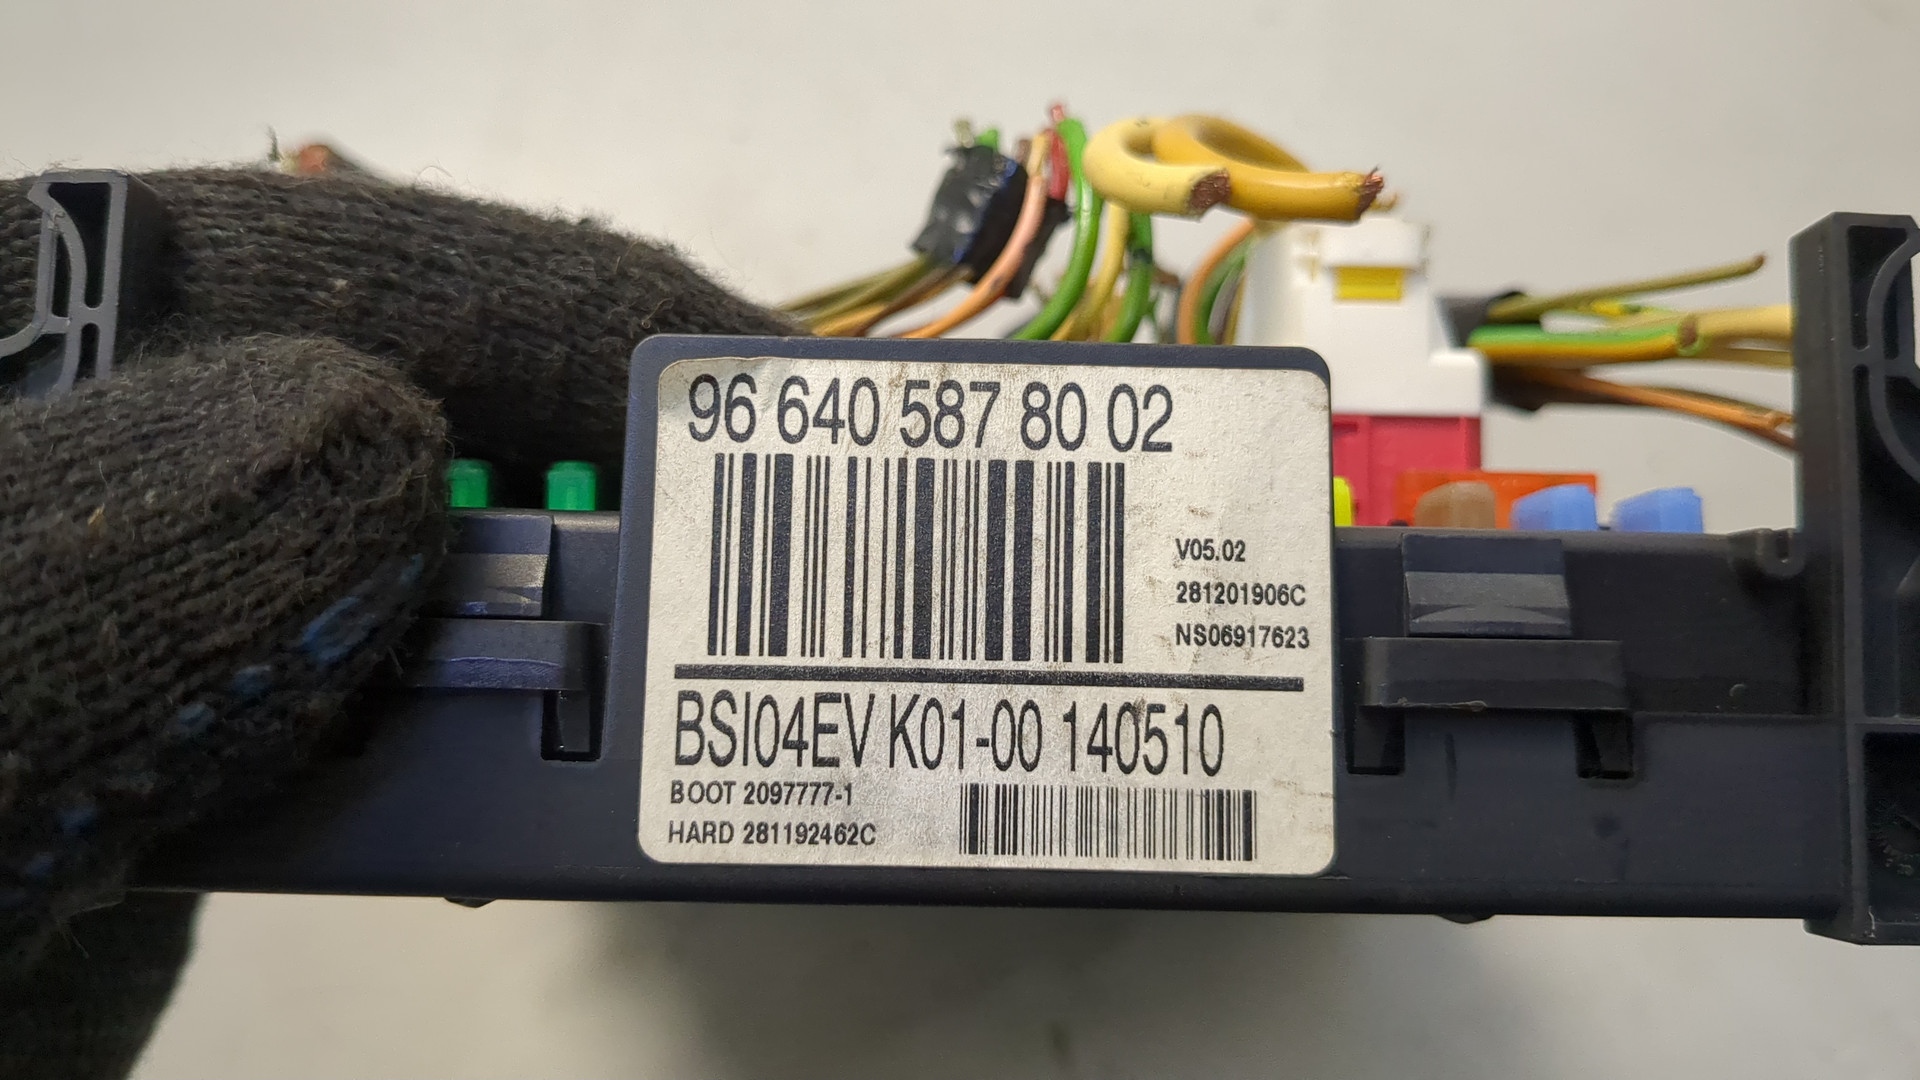 96 640 587 80 02
V05.02
281201906C
NS06917623
BSI04EV K01-00 140510
BOOT 2097777-1
HARD 281192462C